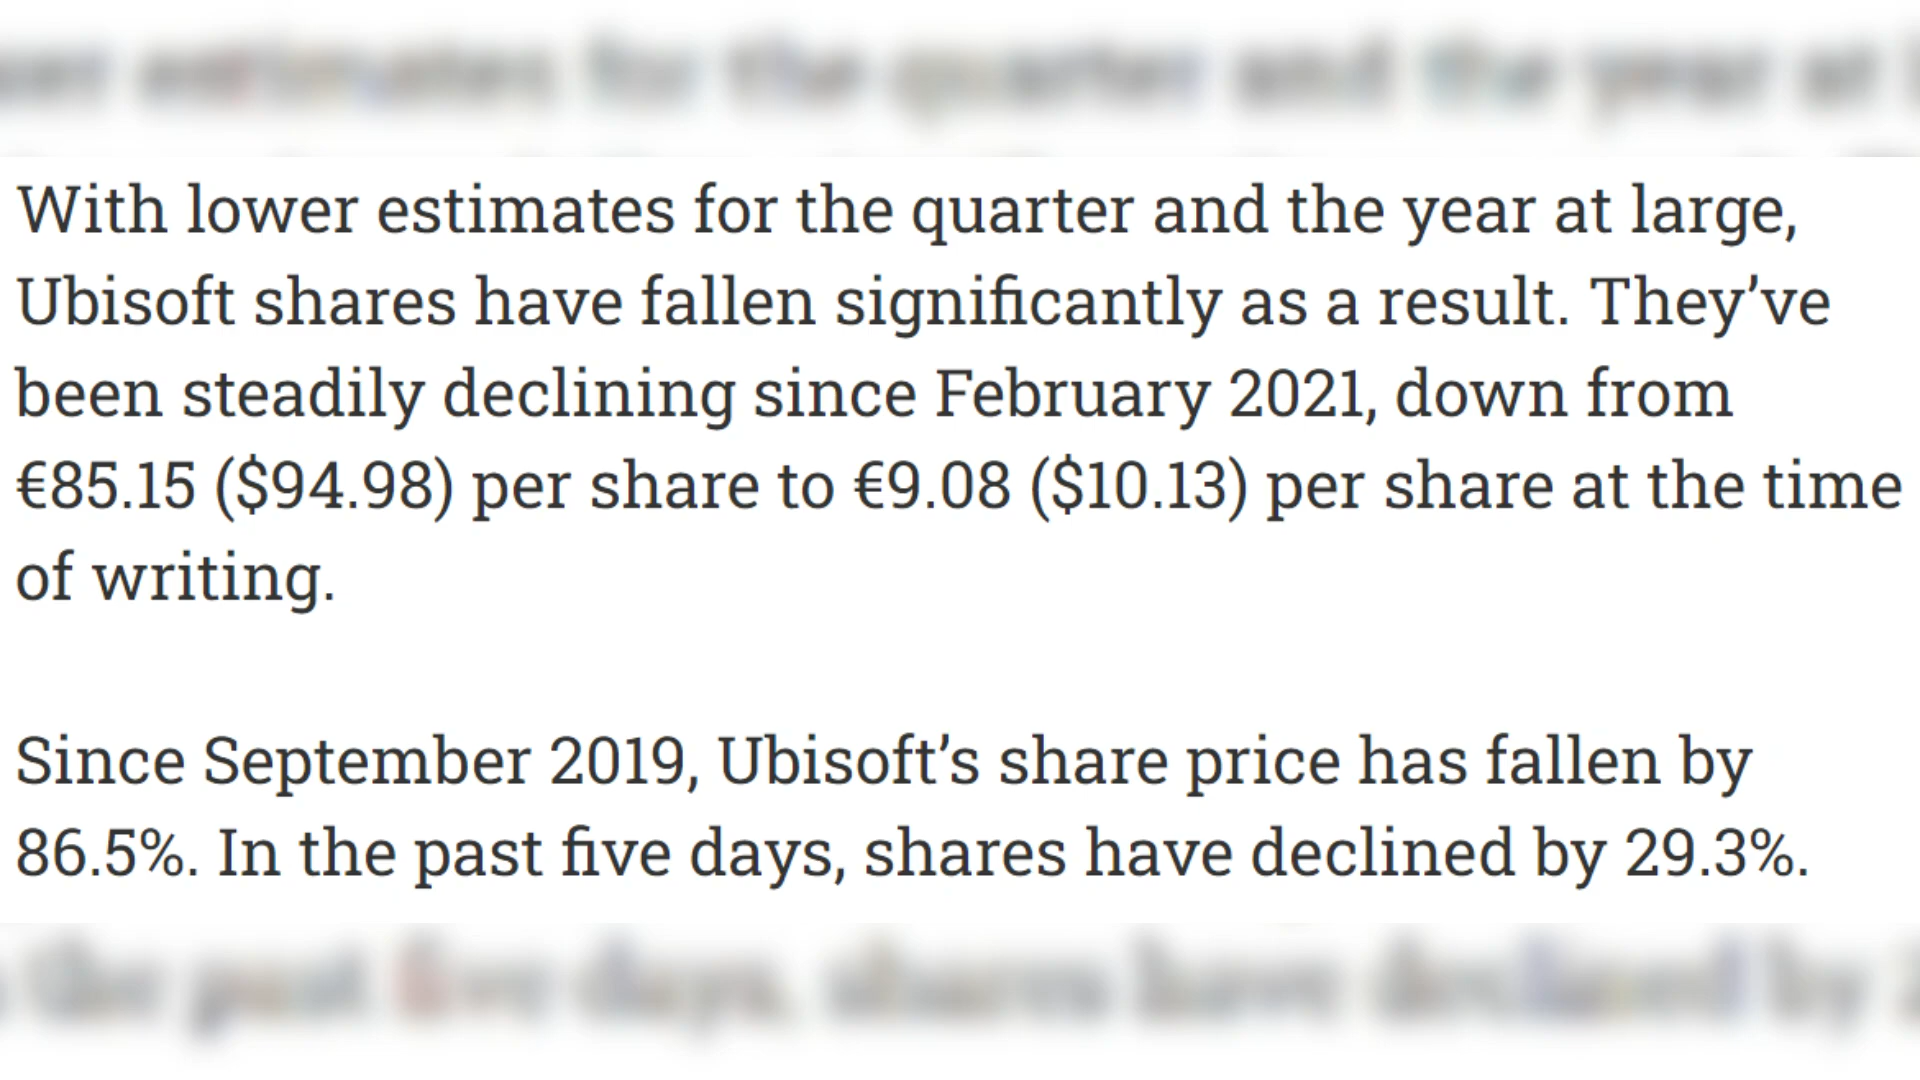 With lower estimates for the quarter and the year at large,
Ubisoft shares have fallen significantly as a result. They’ve
been steadily declining since February 2021, down from
€85.15 ($94.98) per share to €9.08 ($10.13) per share at the time
of writing.
Since September 2019, Ubisoft’s share price has fallen by
86.5%. In the past five days, shares have declined by 29.3%.